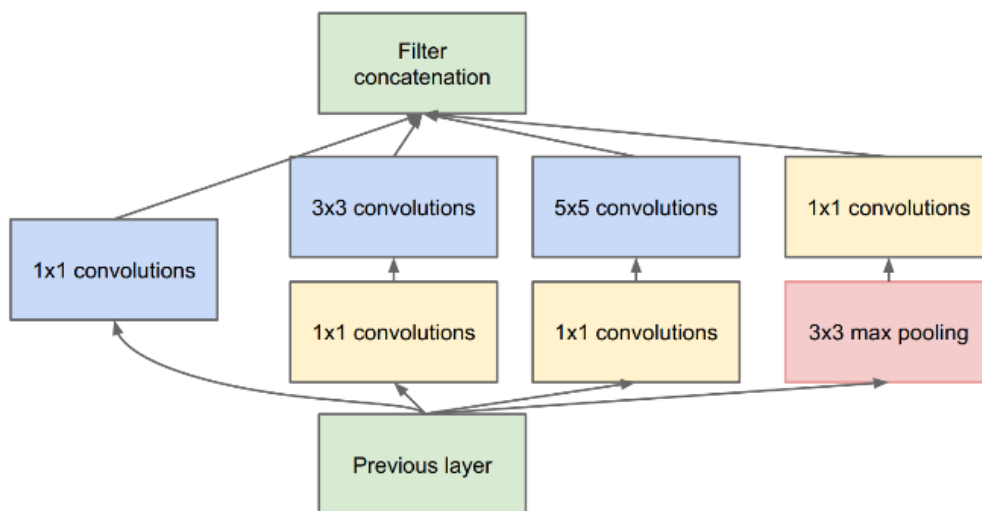 Filter
concatenation
3x3 convolutions
5x5 convolutions
1x1 convolutions
1x1 convolutions
1x1 convolutions
1x1 convolutions
3x3 max pooling
Previous layer